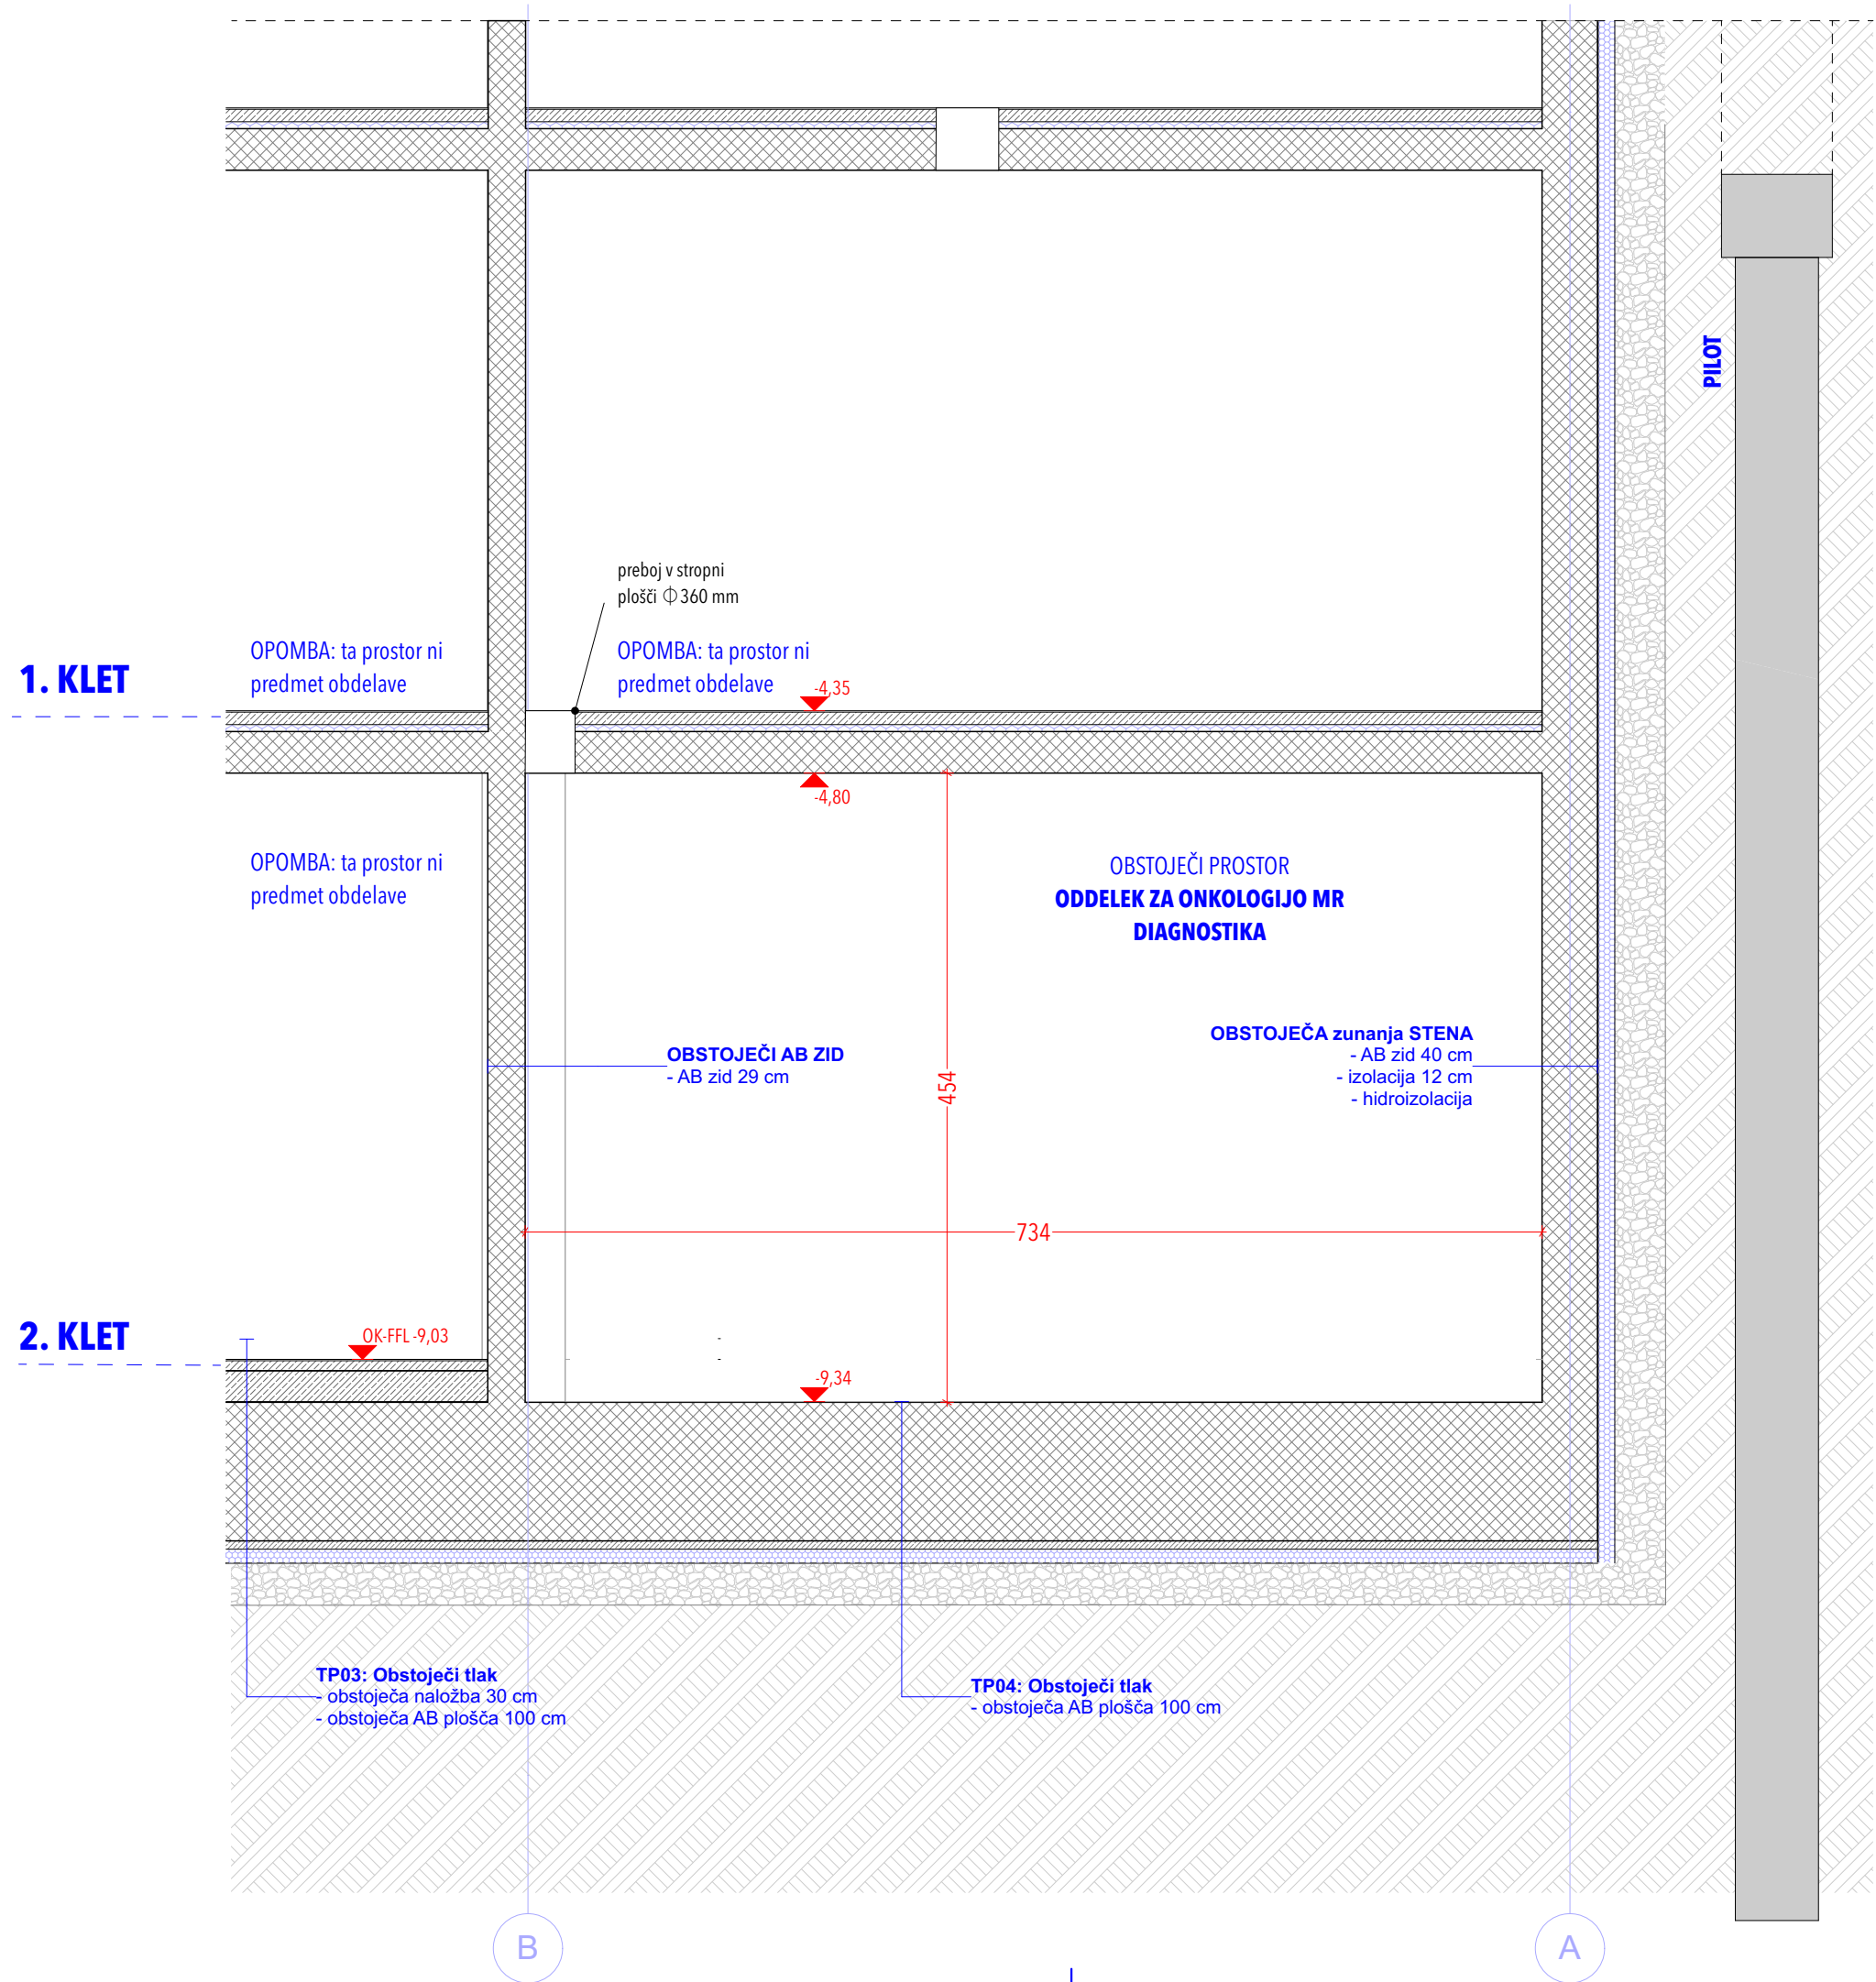 PILOT
preboj v stropni
plošči Φ 360 mm
1. KLET
OPOMBA: ta prostor ni
predmet obdelave
OPOMBA: ta prostor ni
predmet obdelave
-4,35
-4,80
OPOMBA: ta prostor ni
predmet obdelave
OBSTOJEČI PROSTOR
ODDELEK ZA ONKOLOGIJO MR
DIAGNOSTIKA
OBSTOJEČI AB ZID
- AB zid 29 cm
454
OBSTOJEČA zunanja STENA
- AB zid 40 cm
- izolacija 12 cm
- hidroizolacija
734
2. KLET
OK-FFL -9,03
-9,34
TP03: Obstoječi tlak
- obstoječa naložba 30 cm
- obstoječa AB plošča 100 cm
TP04: Obstoječi tlak
- obstoječa AB plošča 100 cm
B
A